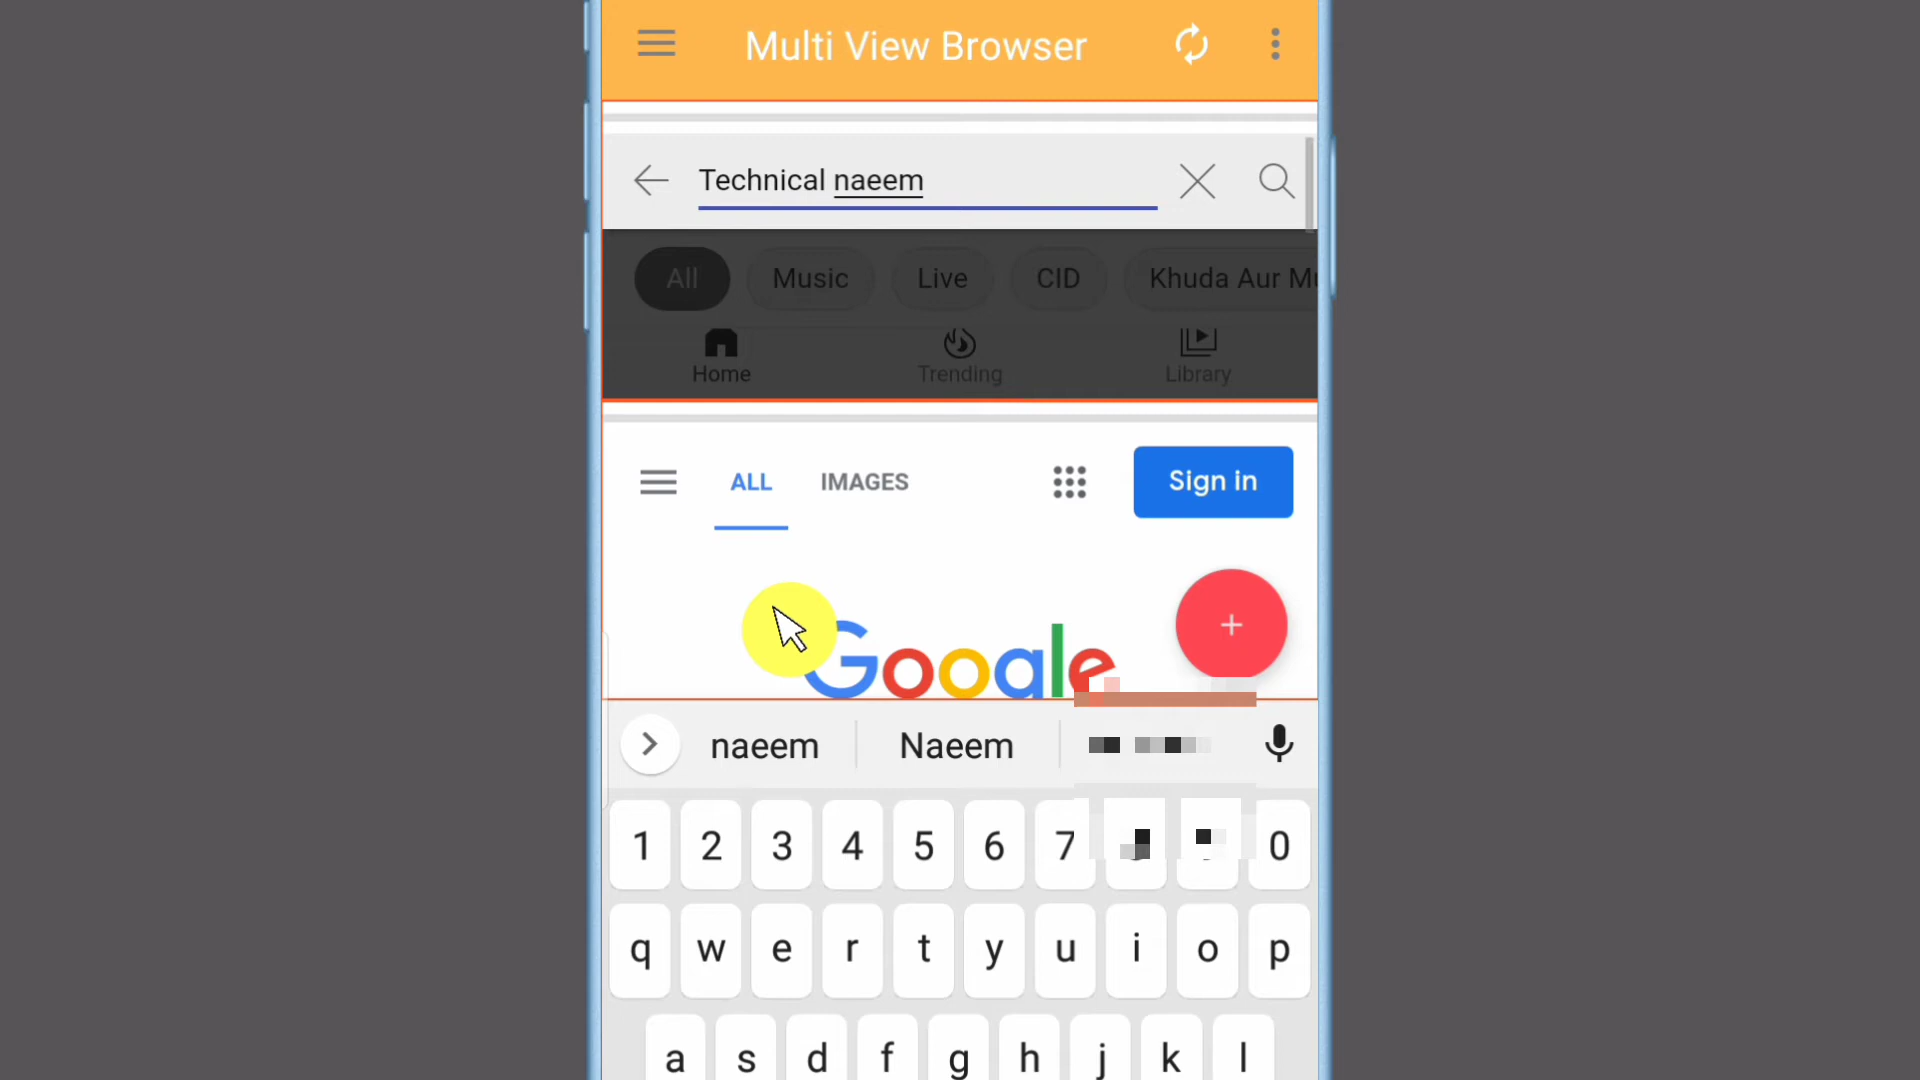 Multi View Browser
Technical naeem
All Music Live CID Khuda Aur
Home Trending Library
ALL IMAGES Sign in
Google
naeem Naeem
1 2 3 4 5 6 7 0
q w e r t y u i o p
a s d f g h j k l